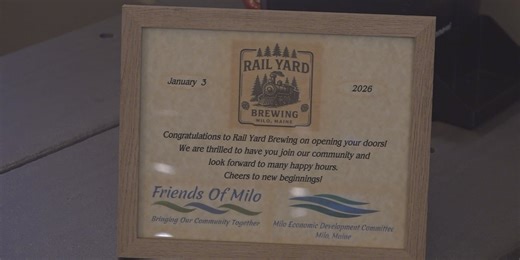 RAIL YARD
January 3
2026
BREWING
MILO, MAINE
Congratulations to Rail Yard Brewing on opening your doors!
We are thrilled to have you join our community and
look forward to many happy hours.
Cheers to new beginnings!
Friends Of Milo
Bringing Our Community Together
Milo Economic Development Committee
Milo, Maine